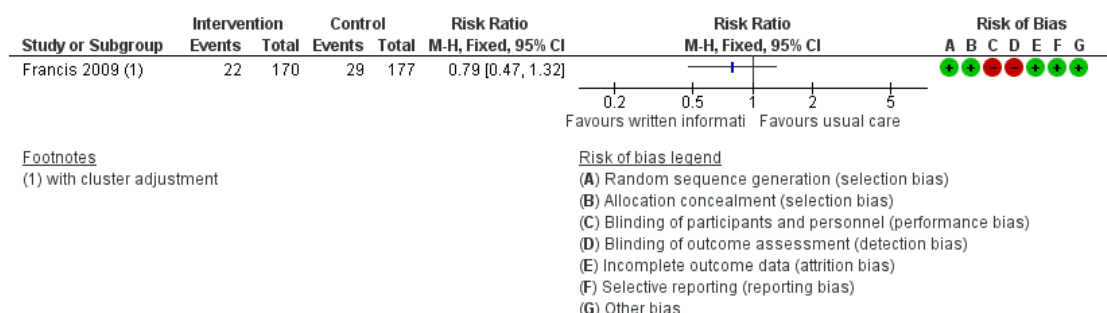 Intervention Control Risk Ratio Risk Ratio Risk of Bias
Study or Subgroup Events Total Events Total M-H, Fixed, 95% CI M-H, Fixed, 95% CI A B C D E F G
Francis 2009 (1) 22 170 29 177 0.79 [0.47, 1.32] + + - - + + +
0.2 0.5 1 2 5
Favours written informati Favours usual care
Footnotes Risk of bias legend
(1) with cluster adjustment (A) Random sequence generation (selection bias)
(B) Allocation concealment (selection bias)
(C) Blinding of participants and personnel (performance bias)
(D) Blinding of outcome assessment (detection bias)
(E) Incomplete outcome data (attrition bias)
(F) Selective reporting (reporting bias)
(G) Other bias